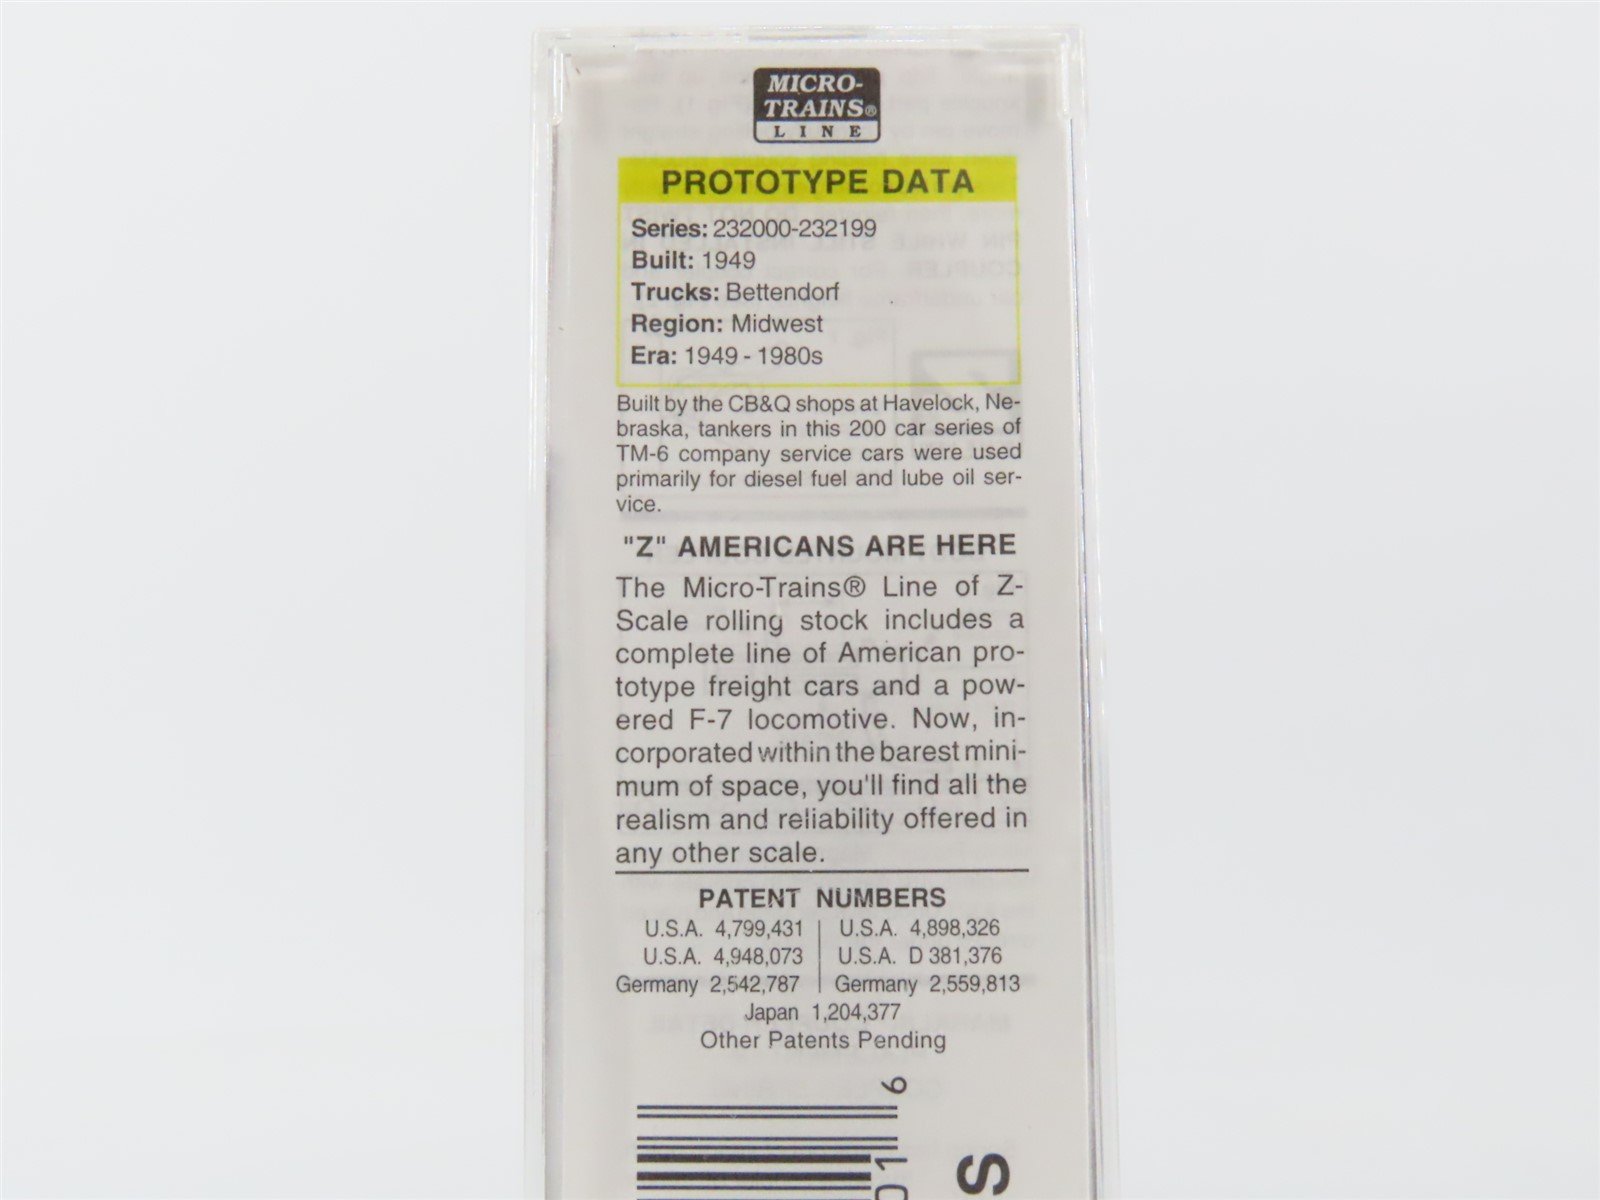 MICRO-
TRAINS®
LINE
PROTOTYPE DATA
Series: 232000-232199
Built: 1949
Trucks: Bettendorf
Region: Midwest
Era: 1949 - 1980s
Built by the CB&Q shops at Havelock, Ne-
braska, tankers in this 200 car series of
TM-6 company service cars were used
primarily for diesel fuel and lube oil ser-
vice.
"Z" AMERICANS ARE HERE
The Micro-Trains® Line of Z-
Scale rolling stock includes a
complete line of American pro-
totype freight cars and a pow-
ered F-7 locomotive. Now, in-
corporated within the barest mini-
mum of space, you'll find all the
realism and reliability offered in
any other scale.
PATENT NUMBERS
U.S.A. 4,799,431 U.S.A. 4,898,326
U.S.A. 4,948,073 U.S.A. D 381,376
Germany 2,542,787 Germany 2,559,813
Japan 1,204,377
Other Patents Pending
01 6
S